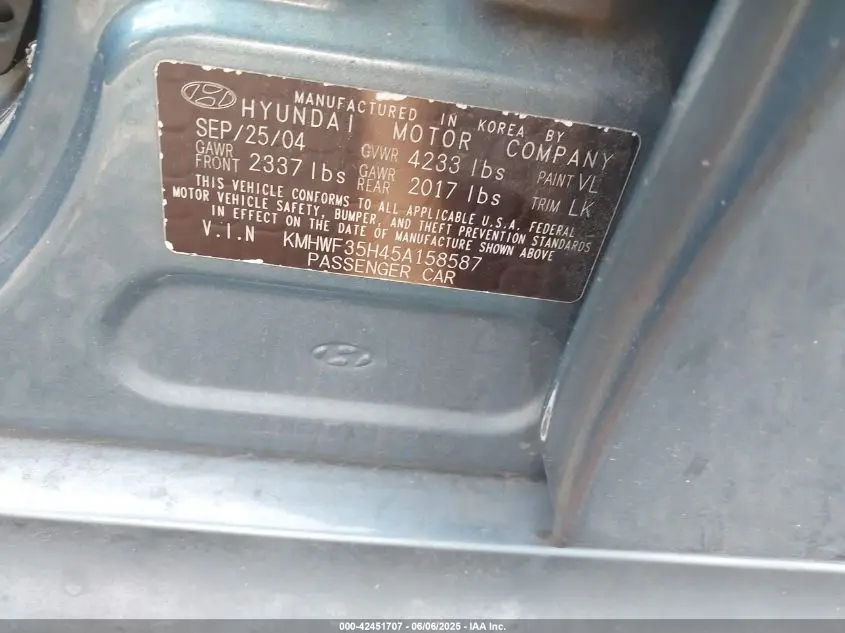 MANUFACTURED IN KOREA BY
HYUNDAI MOTOR COMPANY
SEP/25/04 GVWR 4233 lbs PAINT VL
GAWR FRONT 2337 lbs GAWR REAR 2017 lbs TRIM LK
THIS VEHICLE CONFORMS TO ALL APPLICABLE U.S.A. FEDERAL
MOTOR VEHICLE SAFETY, BUMPER, AND THEFT PREVENTION STANDARDS
IN EFFECT ON THE DATE OF MANUFACTURE SHOWN ABOVE
V.I.N KMHWF35H45A158587
PASSENGER CAR
000-42451707 - 06/06/2025 - IAA Inc.